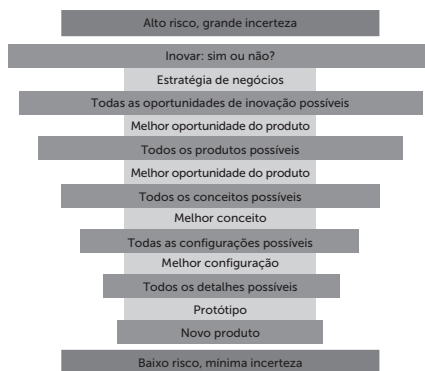 Alto risco, grande incerteza
Inovar: sim ou não?
Estratégia de negócios
Todas as oportunidades de inovação possíveis
Melhor oportunidade do produto
Todos os produtos possíveis
Melhor oportunidade do produto
Todos os conceitos possíveis
Melhor conceito
Todas as configurações possíveis
Melhor configuração
Todos os detalhes possíveis
Protótipo
Novo produto
Baixo risco, mínima incerteza